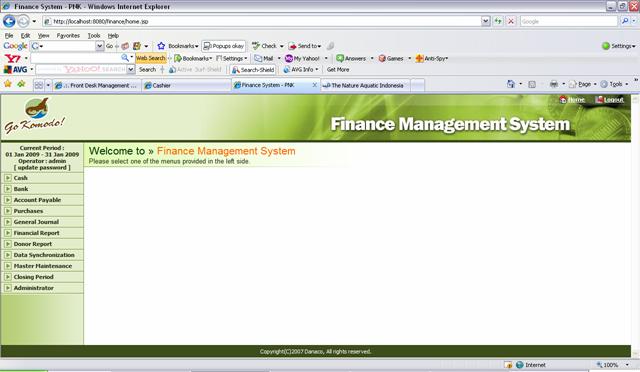 Finance System - PNK - Windows Internet Explorer
http://localhost:8080/finance/home.jsp Google
File Edit View Favorites Tools Help
Google Go Bookmarks Popups okay Check Send to Settings
Y! Web Search Bookmarks Settings Mail My Yahoo! Answers Games Anti-Spy
AVG YAHOO! SEARCH Search Active Surf-Shield Search-Shield AVG Info Get More
.:. Front Desk Management ... Cashier Finance System - PNK The Nature Aquatic Indonesia Page Tools
Home Logout
Go Komodo!
Finance Management System
Current Period :
01 Jan 2009 - 31 Jan 2009
Operator : admin
[ update password ]
Welcome to » Finance Management System
Please select one of the menus provided in the left side.
Cash
Bank
Account Payable
Purchases
General Journal
Financial Report
Donor Report
Data Synchronization
Master Maintenance
Closing Period
Administrator
Copyright(C)2007 Danaco, All rights reserved.
Internet 100%